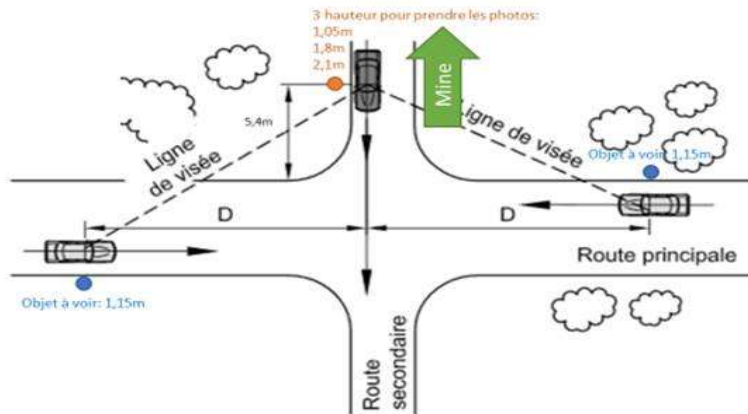 3 hauteur pour prendre les photos:
1,05m
1,8m
2,1m
Mine
5,4m
Ligne
de visée
Ligne de visée
Objet à voir: 1,15m
D
D
Route principale
Objet à voir: 1,15m
Route
secondaire